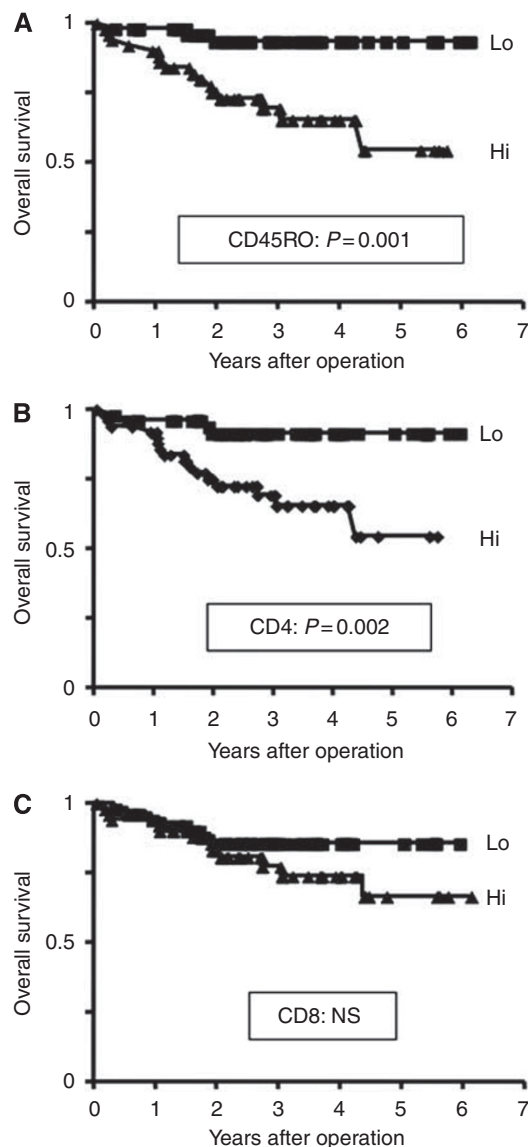 A
1
Lo
Overall survival
0.5
Hi
CD45RO: P=0.001
0
0 1 2 3 4 5 6 7
Years after operation
B
1
Lo
Overall survival
0.5
Hi
CD4: P=0.002
0
0 1 2 3 4 5 6 7
Years after operation
C
1
Lo
Overall survival
Hi
0.5
CD8: NS
0
0 1 2 3 4 5 6 7
Years after operation